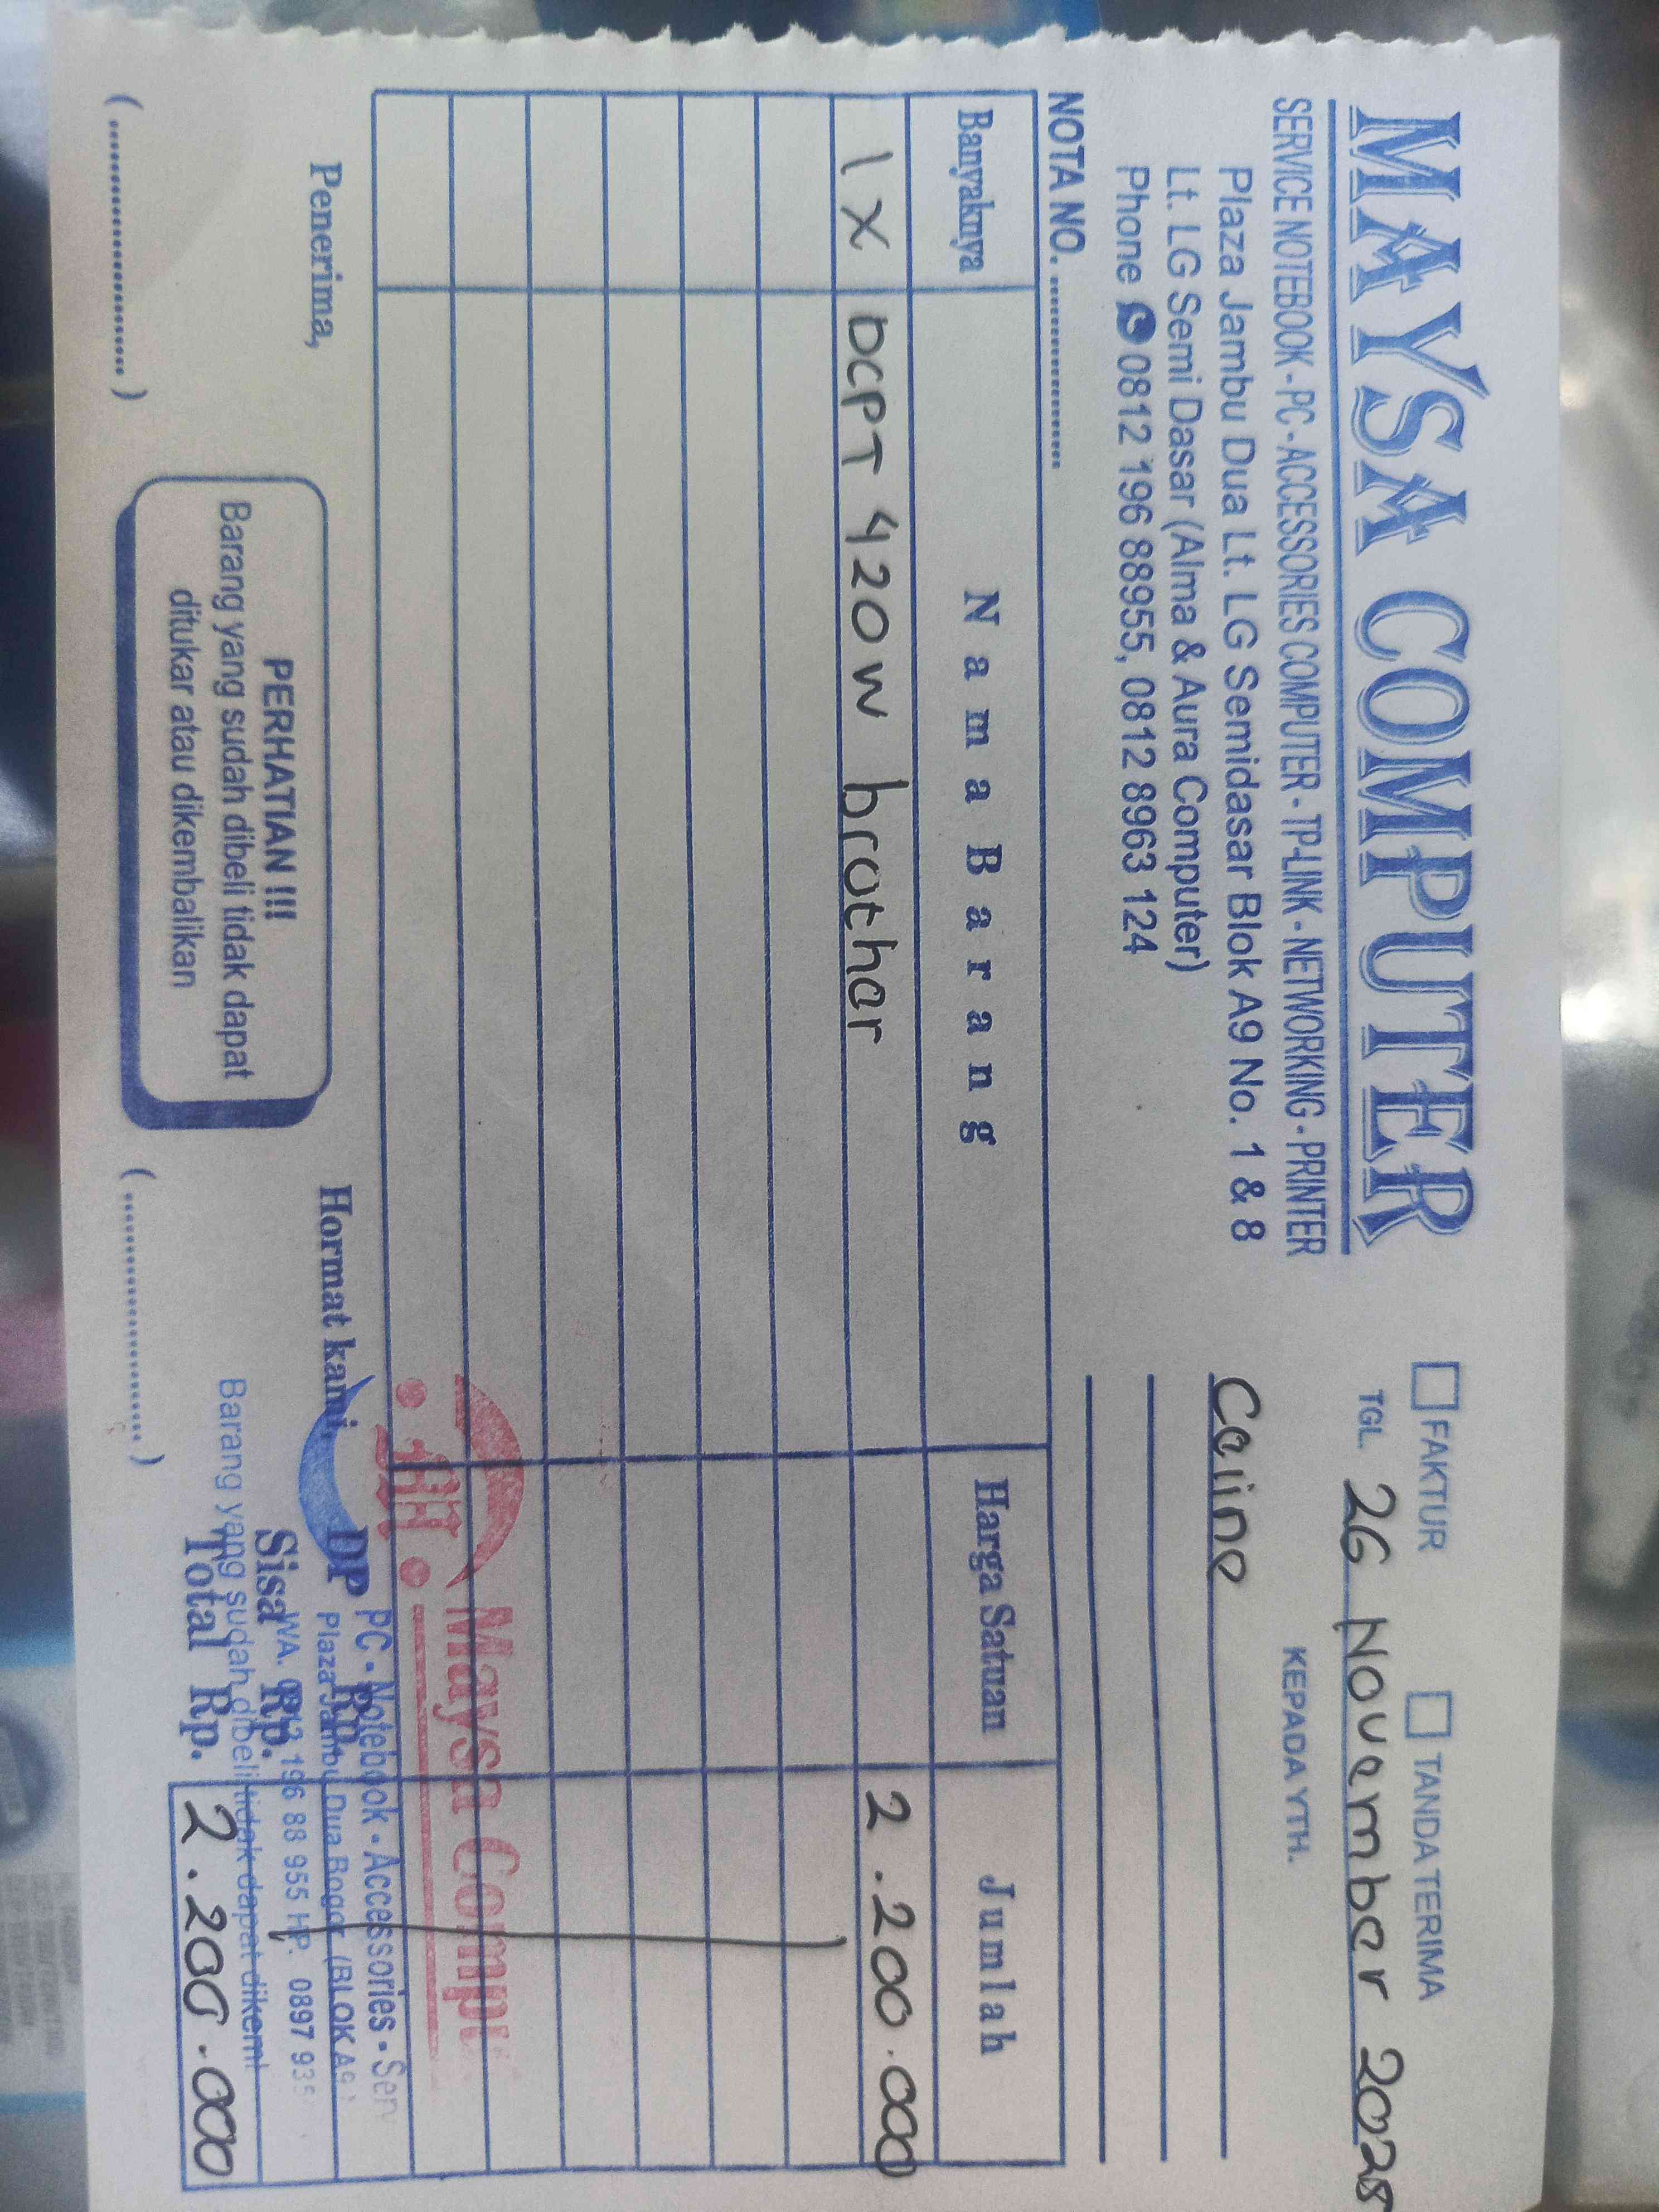 MAYSA COMPUTER
SERVICE NOTEBOOK - PC - ACCESSORIES COMPUTER - TP-LINK - NETWORKING - PRINTER
Plaza Jambu Dua Lt. LG Semidasar Blok A9 No. 1 & 8
Lt. LG Semi Dasar (Alma & Aura Computer)
Phone 0812 196 88955, 0812 8963 124
FAKTUR TANDA TERIMA
TGL. 26 November 2025
KEPADA YTH.
Celine
NOTA NO. ....................
Banyaknya Nama Barang Harga Satuan Jumlah
1 X DCPT 420W brother 2.200.000
Penerima,
(..............................)
PERHATIAN !!!
Barang yang sudah dibeli tidak dapat
ditukar atau dikembalikan
Hormat kami,
(..............................)
DP Rp.
Sisa Rp.
Total Rp. 2.200.000
Maysa Comp
PC - Notebook - Accessories - Serv
Plaza Jambu Dua Bogor (BLOK A9
WA. 0812 196 88 955 HP. 0897 935
Barang yang sudah dibeli tidak dapat dikemb